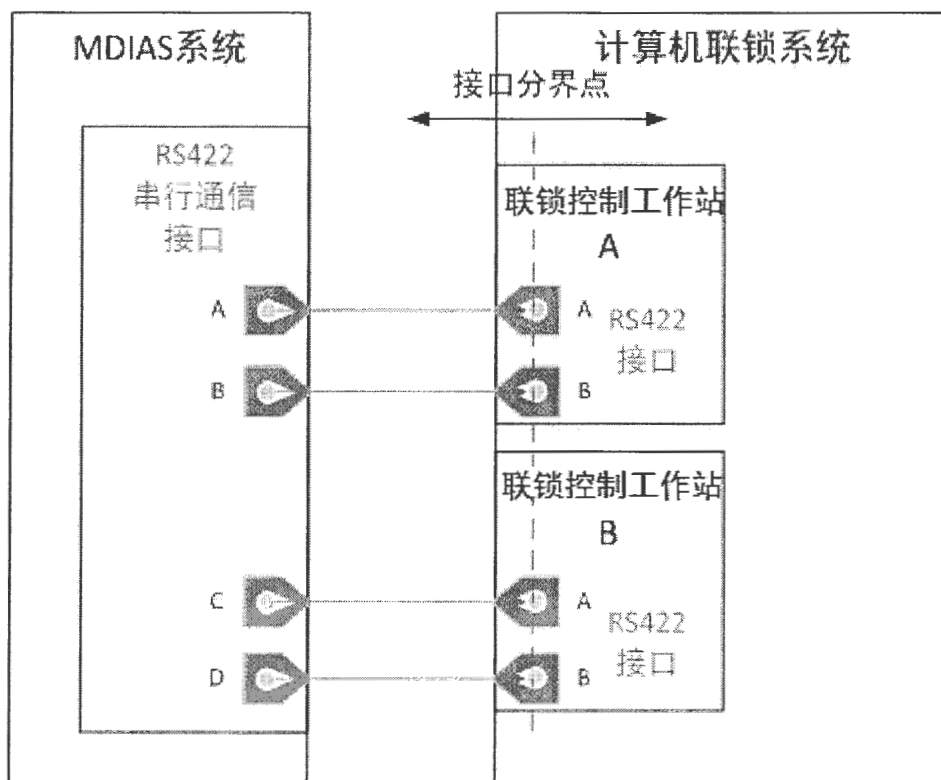 MDIAS系统
计算机联锁系统
接口分界点
RS422
串行通信
接口
联锁控制工作站
A
A
A
RS422
接口
B
B
联锁控制工作站
B
C
A
RS422
接口
D
B